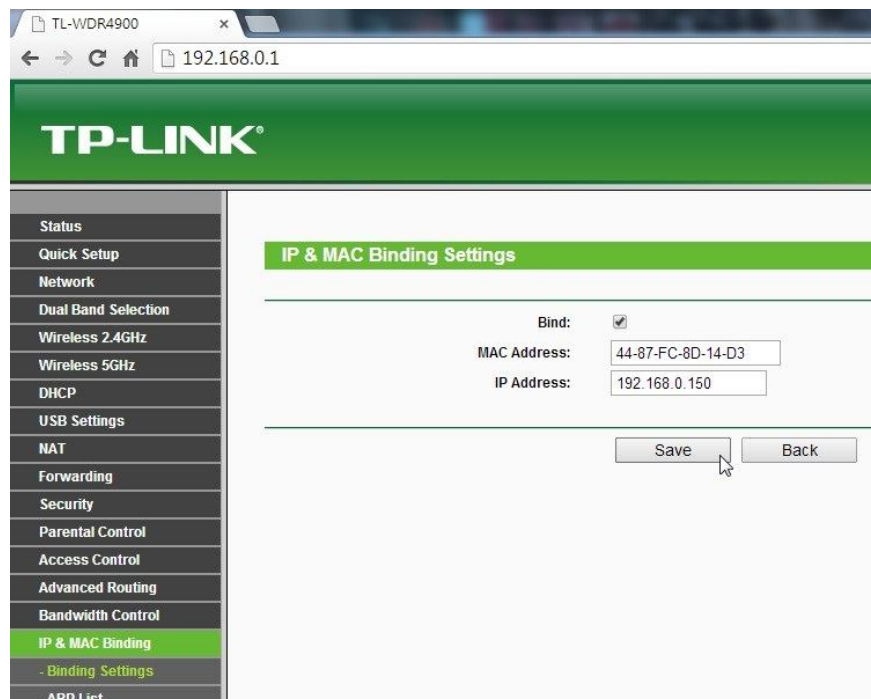 TL-WDR4900
192.168.0.1
TP-LINK®
Status
Quick Setup
Network
Dual Band Selection
Wireless 2.4GHz
Wireless 5GHz
DHCP
USB Settings
NAT
Forwarding
Security
Parental Control
Access Control
Advanced Routing
Bandwidth Control
IP & MAC Binding
- Binding Settings
- ARP List
IP & MAC Binding Settings
Bind:
MAC Address: 44-87-FC-8D-14-D3
IP Address: 192.168.0.150
Save Back